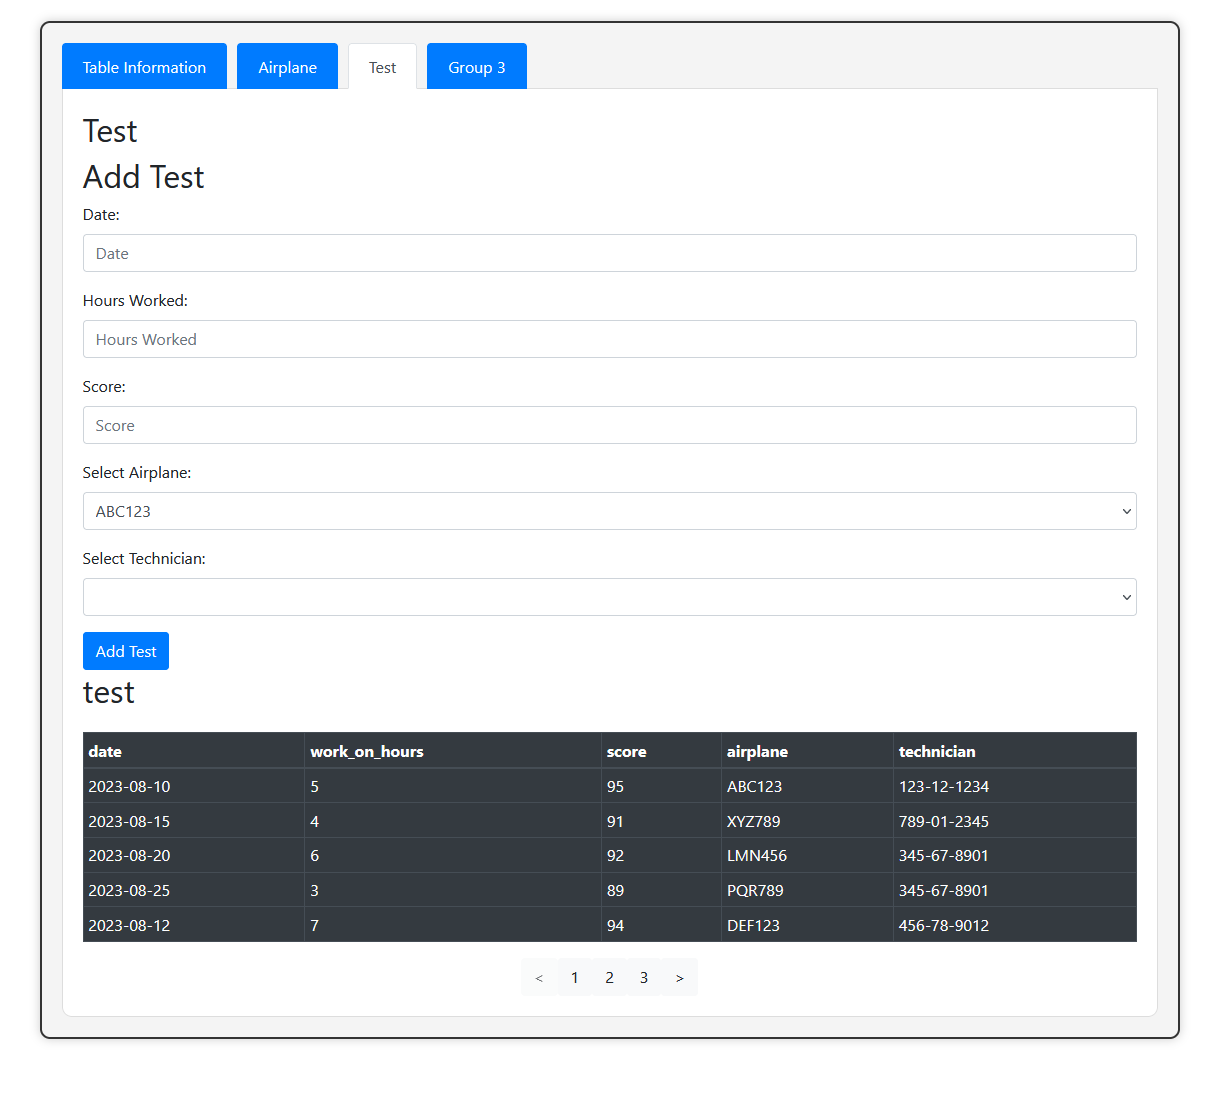 Table Information Airplane Test Group 3
Test
Add Test
Date:
Date
Hours Worked:
Hours Worked
Score:
Score
Select Airplane:
ABC123
Select Technician:
Add Test
test
date work_on_hours score airplane technician
2023-08-10 5 95 ABC123 123-12-1234
2023-08-15 4 91 XYZ789 789-01-2345
2023-08-20 6 92 LMN456 345-67-8901
2023-08-25 3 89 PQR789 345-67-8901
2023-08-12 7 94 DEF123 456-78-9012
< 1 2 3 >